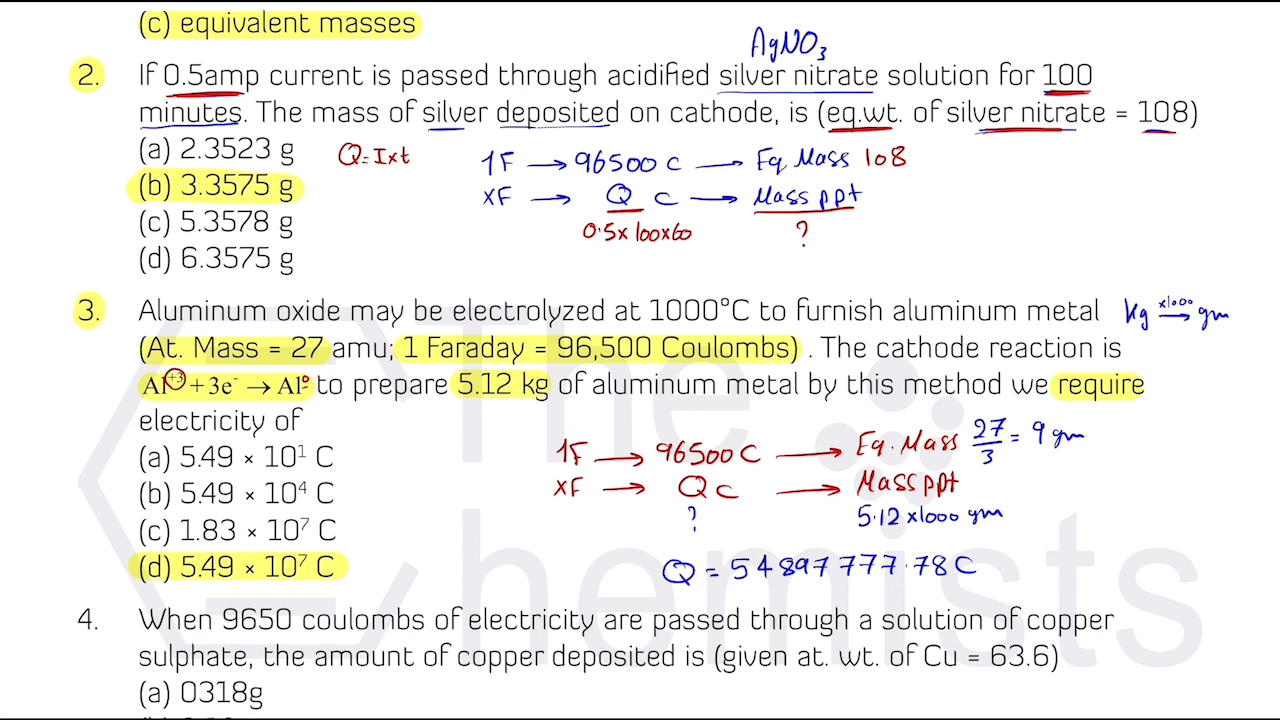 (c) equivalent masses
AgNO₃
2. If 0.5amp current is passed through acidified silver nitrate solution for 100
minutes. The mass of silver deposited on cathode, is (eq.wt. of silver nitrate = 108)
(a) 2.3523 g
Q=Ixt
1F → 96500 C → Eq Mass 108
(b) 3.3575 g
xF → Q C → Mass ppt
(c) 5.3578 g
0.5x100x60
?
(d) 6.3575 g
3. Aluminum oxide may be electrolyzed at 1000°C to furnish aluminum metal
kg x1000→ gm
(At. Mass = 27 amu; 1 Faraday = 96,500 Coulombs) . The cathode reaction is
Al⁺³ + 3e⁻ → Al° to prepare 5.12 kg of aluminum metal by this method we require
electricity of
(a) 5.49 × 10¹ C
1F → 96500 C → Eq. Mass 27/3 = 9 gm
(b) 5.49 × 10⁴ C
xF → Q C → Mass ppt
(c) 1.83 × 10⁷ C
?
5.12 x1000 gm
(d) 5.49 × 10⁷ C
Q = 54897777.78 C
The
Chemists
4. When 9650 coulombs of electricity are passed through a solution of copper
sulphate, the amount of copper deposited is (given at. wt. of Cu = 63.6)
(a) 0318g